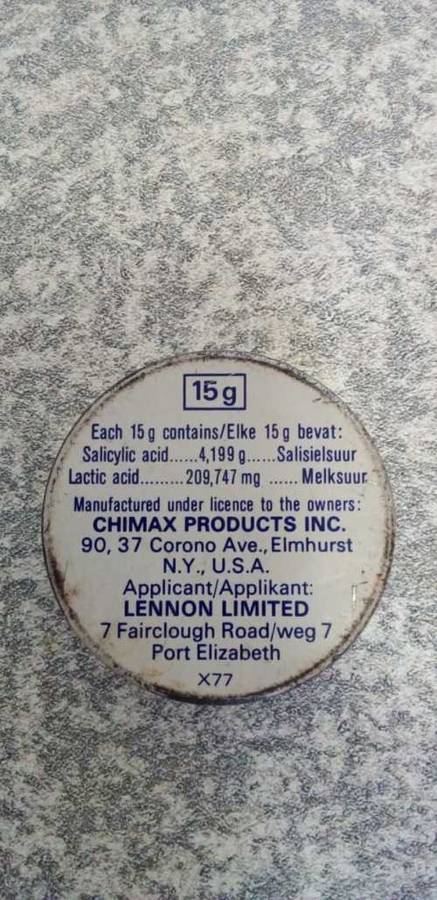 15g
Each 15g contains/Elke 15g bevat:
Salicylic acid......4,199 g......Salisielsuur
Lactic acid.........209,747 mg ......Melksuur
Manufactured under licence to the owners:
CHIMAX PRODUCTS INC.
90, 37 Corono Ave., Elmhurst
N.Y., U.S.A.
Applicant/Applikant:
LENNON LIMITED
7 Fairclough Road/weg 7
Port Elizabeth
X77